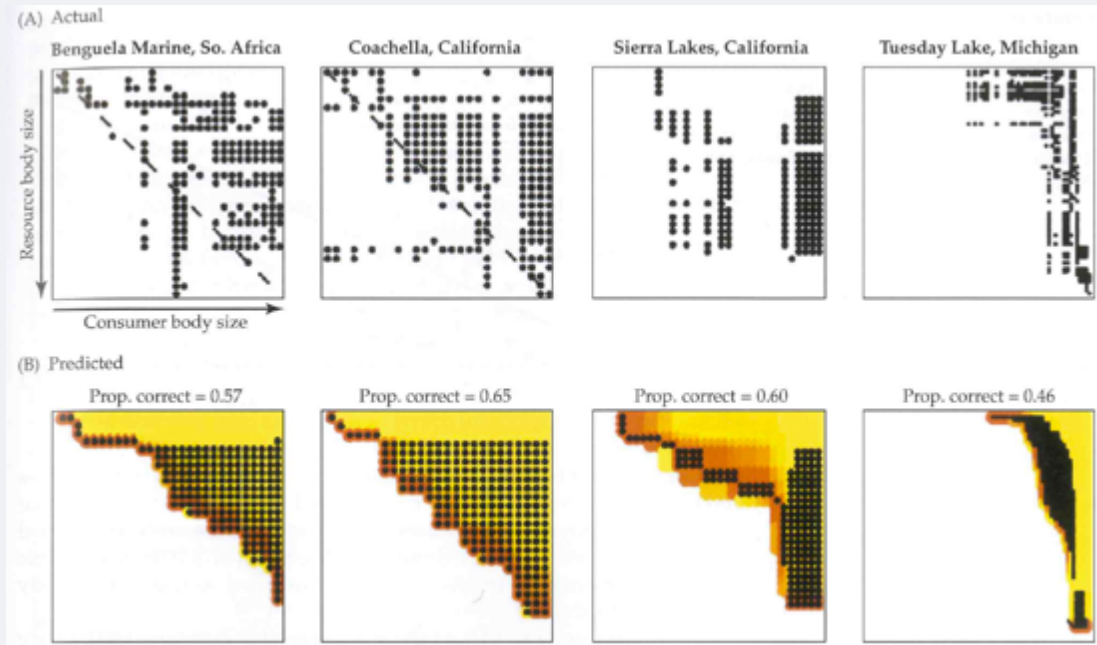 (A) Actual
Benguela Marine, So. Africa
Coachella, California
Sierra Lakes, California
Tuesday Lake, Michigan
Resource body size
Consumer body size
(B) Predicted
Prop. correct = 0.57
Prop. correct = 0.65
Prop. correct = 0.60
Prop. correct = 0.46